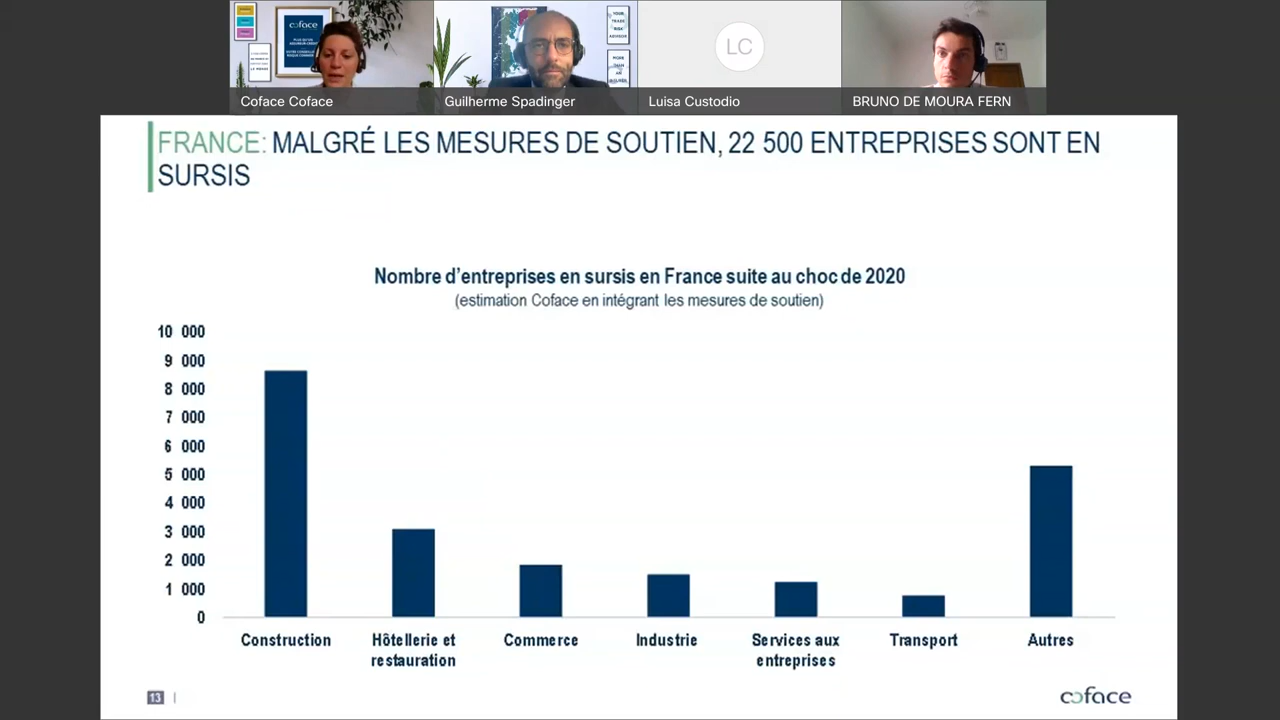 coface
Coface Coface
Guilherme Spadinger
LC
Luisa Custodio
BRUNO DE MOURA FERN
FRANCE: MALGRÉ LES MESURES DE SOUTIEN, 22 500 ENTREPRISES SONT EN
SURSIS
Nombre d'entreprises en sursis en France suite au choc de 2020
(estimation Coface en intégrant les mesures de soutien)
10 000
9 000
8 000
7 000
6 000
5 000
4 000
3 000
2 000
1 000
0
Construction
Hôtellerie et
restauration
Commerce
Industrie
Services aux
entreprises
Transport
Autres
13
coface